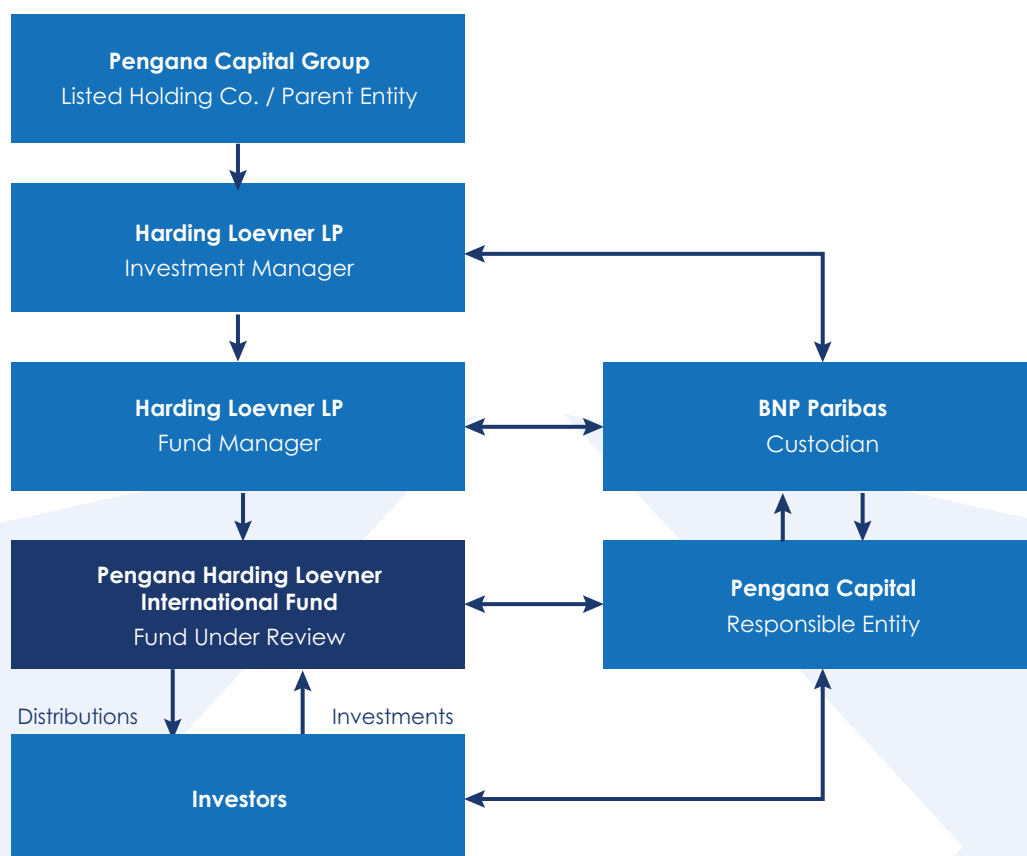 Pengana Capital Group
Listed Holding Co. / Parent Entity
Harding Loevner LP
Investment Manager
Harding Loevner LP
Fund Manager
BNP Paribas
Custodian
Pengana Harding Loevner
International Fund
Fund Under Review
Pengana Capital
Responsible Entity
Distributions
Investments
Investors